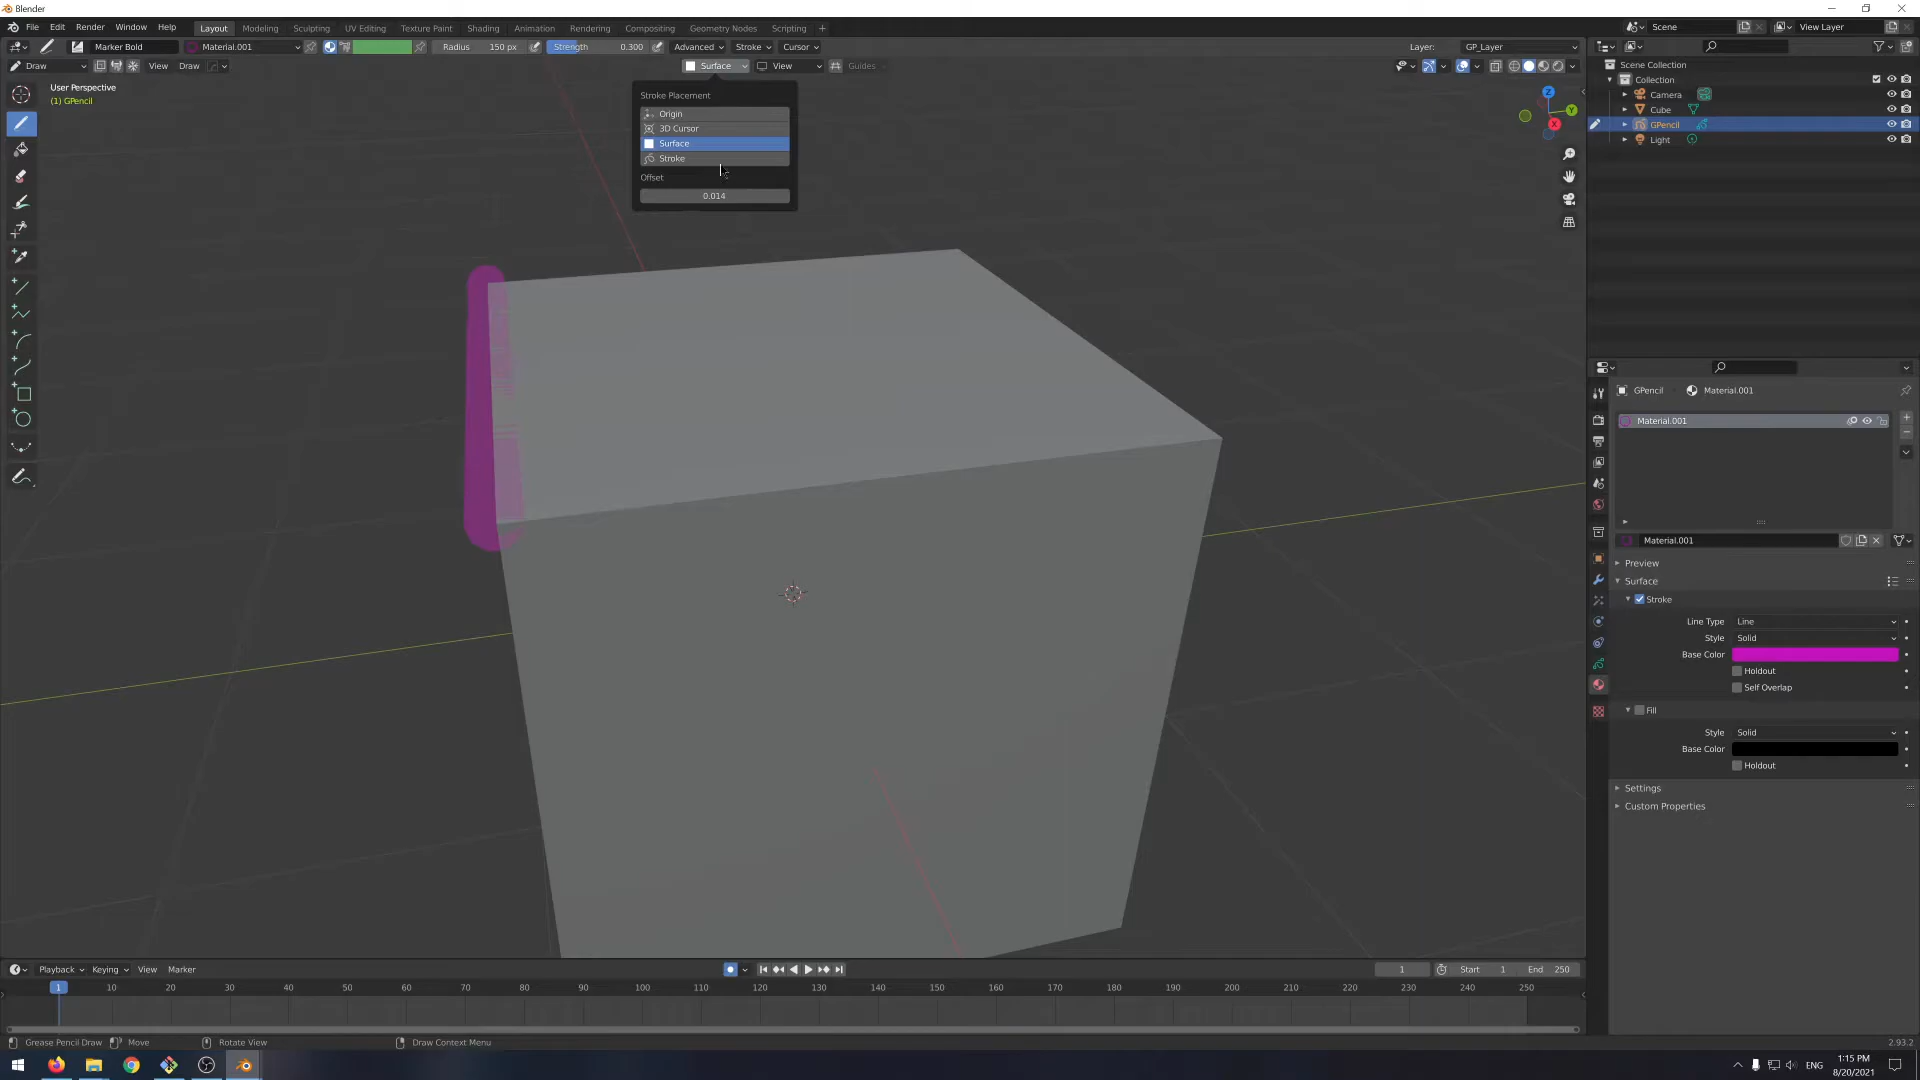 Blender
File Edit Render Window Help
Layout Modeling Sculpting UV Editing Texture Paint Shading Animation Rendering Compositing Geometry Nodes Scripting +
Scene
View Layer
Marker Bold
Material.001
Radius 150 px
Strength 0.300
Advanced Stroke Cursor
Layer: GP_Layer
Draw
View Draw
Surface View Guides
User Perspective
(1) GPencil
Stroke Placement
Origin
3D Cursor
Surface
Stroke
Offset
0.014
Z
Y
X
Scene Collection
Collection
Camera
Cube
GPencil
Light
GPencil Material.001
Material.001
Material.001
Preview
Surface
Stroke
Line Type Line
Style Solid
Base Color
Holdout
Self Overlap
Fill
Style Solid
Base Color
Holdout
Settings
Custom Properties
Playback Keying View Marker
1 Start 1 End 250
1 10 20 30 40 50 60 70 80 90 100 110 120 130 140 150 160 170 180 190 200 210 220 230 240 250
Grease Pencil Draw Move Rotate View Draw Context Menu 2.93.2
ENG
1:15 PM
8/20/2021